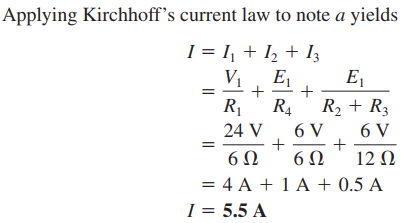 Applying Kirchhoff's current law to note a yields
I = I₁ + I₂ + I₃
= V₁/R₁ + E₁/R₄ + E₁/(R₂ + R₃)
= 24 V/6 Ω + 6 V/6 Ω + 6 V/12 Ω
= 4 A + 1 A + 0.5 A
I = 5.5 A